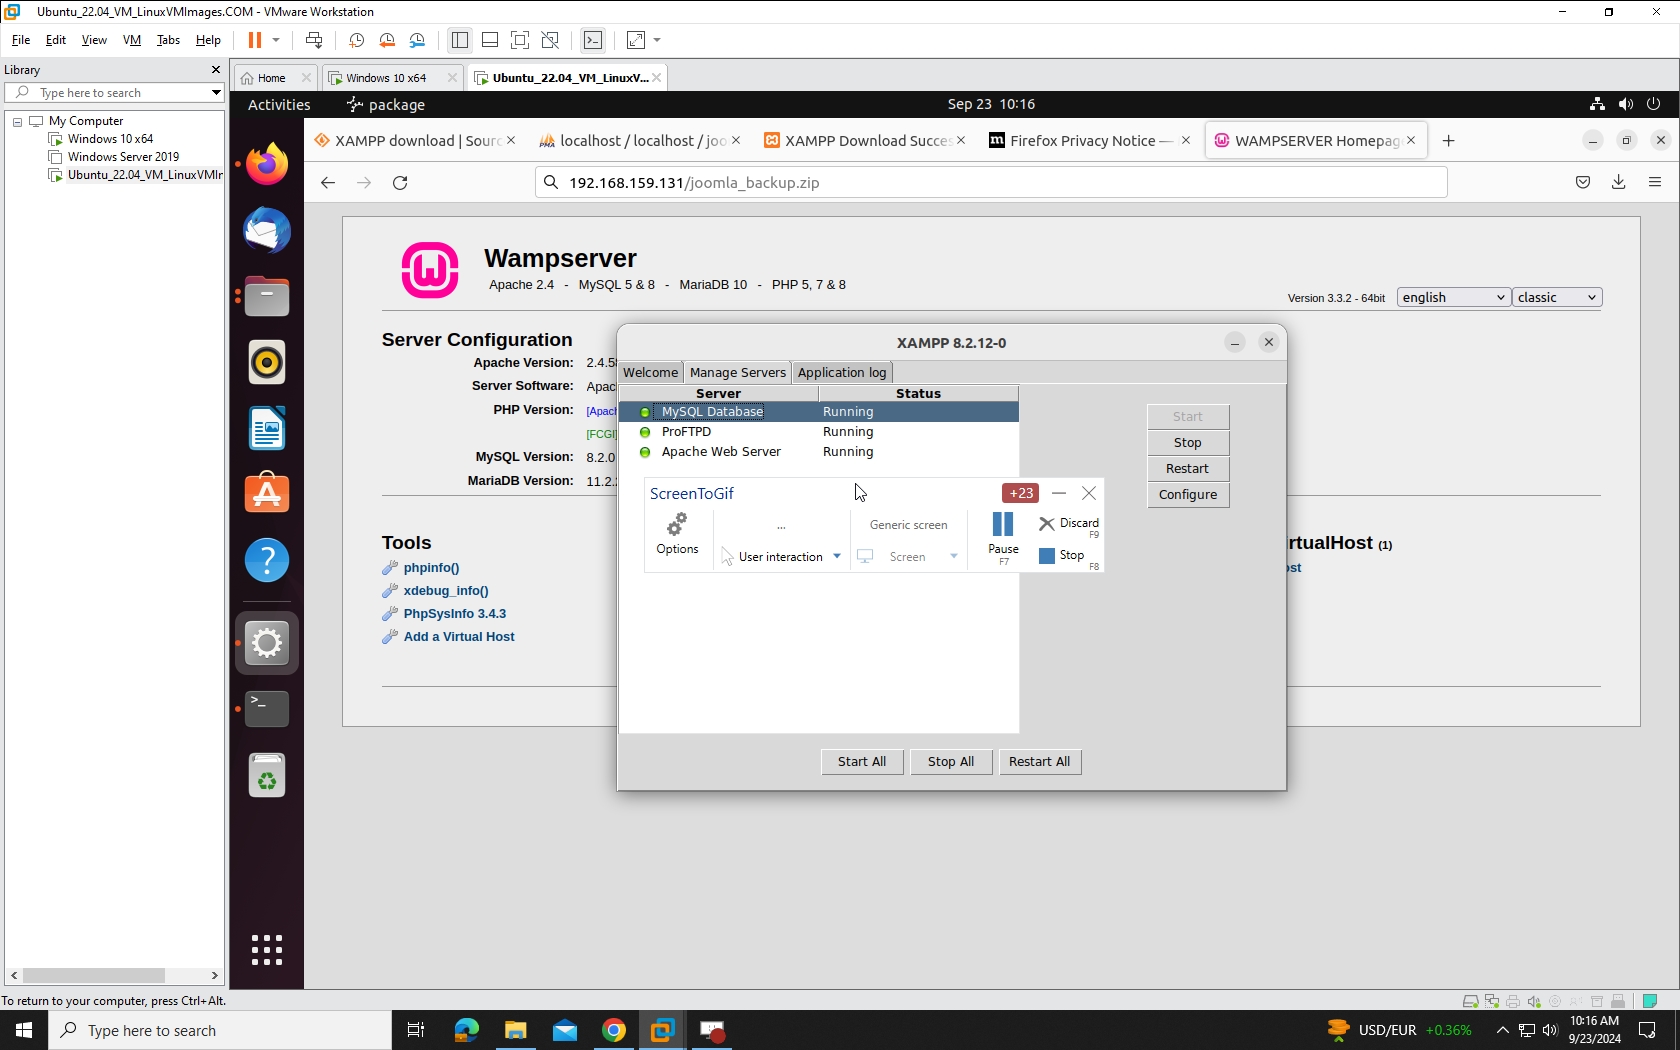 Ubuntu_22.04_VM_LinuxVMImages.COM - VMware Workstation
File Edit View VM Tabs Help
Library
Type here to search
My Computer
Windows 10 x64
Windows Server 2019
Ubuntu_22.04_VM_LinuxVMIr
Home
Windows 10 x64
Ubuntu_22.04_VM_LinuxV...
Activities
package
Sep 23 10:16
XAMPP download | Sourc
localhost / localhost / joo
XAMPP Download Succes
Firefox Privacy Notice —
WAMPSERVER Homepag
192.168.159.131/joomla_backup.zip
Wampserver
Apache 2.4 - MySQL 5 & 8 - MariaDB 10 - PHP 5, 7 & 8
Version 3.3.2 - 64bit
english
classic
Server Configuration
Apache Version: 2.4.5
Server Software: Apac
PHP Version: [Apach
[FCGI]
MySQL Version: 8.2.0
MariaDB Version: 11.2.
Tools
phpinfo()
xdebug_info()
PhpSysInfo 3.4.3
Add a Virtual Host
irtualHost (1)
ost
XAMPP 8.2.12-0
Welcome
Manage Servers
Application log
Server Status
MySQL Database Running
ProFTPD Running
Apache Web Server Running
Start
Stop
Restart
Configure
ScreenToGif
+23
Options
...
User interaction
Generic screen
Screen
Pause
F7
Discard
F9
Stop
F8
Start All
Stop All
Restart All
To return to your computer, press Ctrl+Alt.
Type here to search
USD/EUR +0.36%
10:16 AM
9/23/2024